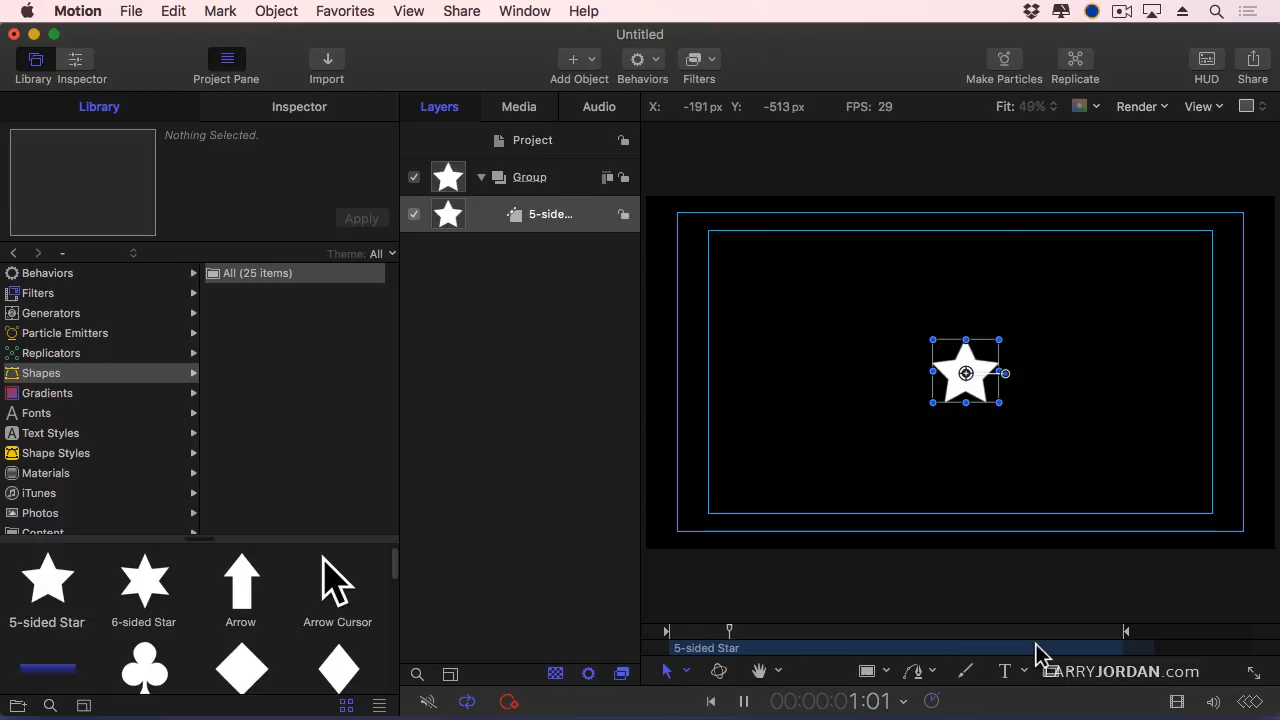 Motion File Edit Mark Object Favorites View Share Window Help
Untitled
Library Inspector Project Pane Import Add Object Behaviors Filters Make Particles Replicate HUD Share
Library Inspector Layers Media Audio X: -191 px Y: -513 px FPS: 29 Fit: 49% Render View
Nothing Selected.
Project
Group
5-side...
Apply
- Theme: All
Behaviors
Filters
Generators
Particle Emitters
Replicators
Shapes
Gradients
Fonts
Text Styles
Shape Styles
Materials
iTunes
Photos
Content
All (25 items)
5-sided Star 6-sided Star Arrow Arrow Cursor
5-sided Star
T
LARRYJORDAN.com
00:00:00:01:01